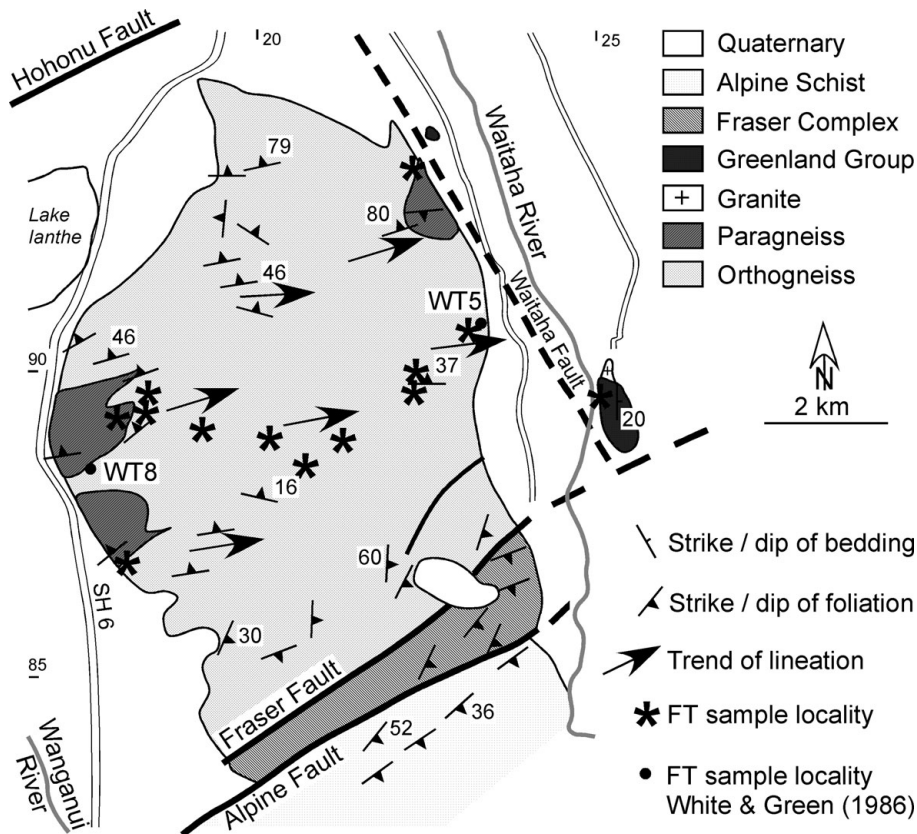 Hohonu Fault
20
25
Quaternary
Alpine Schist
Fraser Complex
Greenland Group
Granite
Paragneiss
Orthogneiss
Waitaha River
79
Lake
Ianthe
80
46
WT5
Waitaha Fault
46
90
37
N
2 km
20
WT8
16
Strike / dip of bedding
60
Strike / dip of foliation
SH 6
30
85
Trend of lineation
Fraser Fault
36
52
FT sample locality
Wanganui
River
Alpine Fault
FT sample locality
White & Green (1986)